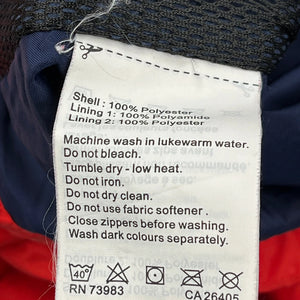 Shell : 100% Polyester
Lining 1: 100% Polyamide
Lining 2: 100% Polyester
Machine wash in lukewarm water.
Do not bleach.
Tumble dry - low heat.
Do not iron.
Do not dry clean.
Do not use fabric softener .
Close zippers before washing.
Wash dark colours separately.
40°
RN 73983
CA 26405